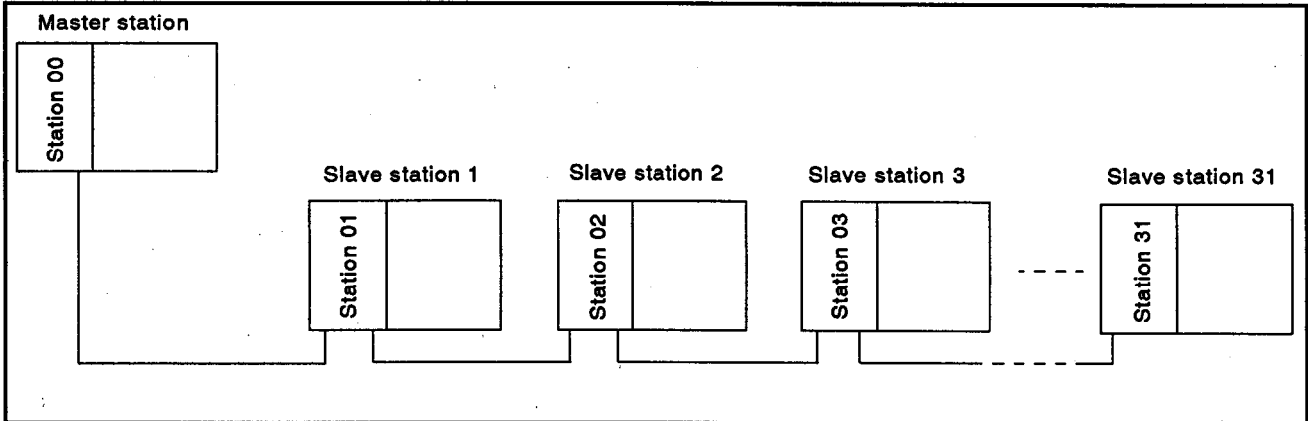 Master station
Station 00
Slave station 1
Slave station 2
Slave station 3
Slave station 31
Station 01
Station 02
Station 03
Station 31